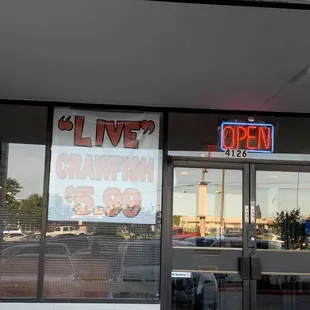 "LIVE"
CRAWFISH
$5.99
OPEN
4126